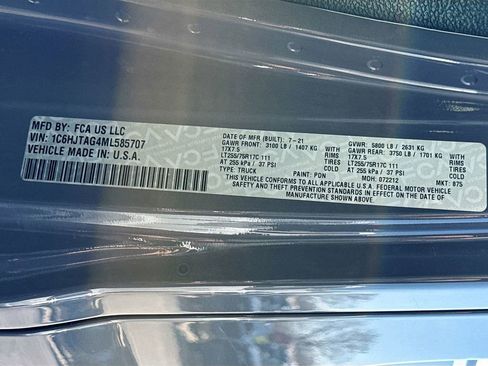 MFD BY: FCA US LLC
VIN: 1C6HJTAG4ML585707
VEHICLE MADE IN: U.S.A.
DATE OF MFR (BUILT): 7-21 GVWR: 5800 LB / 2631 KG
GAWR FRONT: 3100 LB / 1407 KG WITH GAWR REAR: 3750 LB / 1701 KG WITH
17X7.5 RIMS 17X7.5 RIMS
LT255/75R17C 111 TIRES LT255/75R17C 111 TIRES
AT 255 kPa / 37 PSI COLD AT 255 kPa / 37 PSI COLD
TYPE: TRUCK PAINT: PDN MDH: 072212 MKT: 875
THIS VEHICLE CONFORMS TO ALL APPLICABLE U.S.A. FEDERAL MOTOR VEHICLE
SAFETY AND THEFT PREVENTION STANDARDS IN EFFECT ON THE DATE OF
MANUFACTURE SHOWN ABOVE.